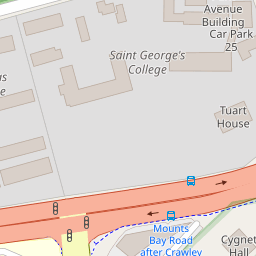 Avenue
Building
Car Park
25
Saint George's
College
Tuart
House
Mounts
Bay Road
after Crawley
Cygnet
Hall